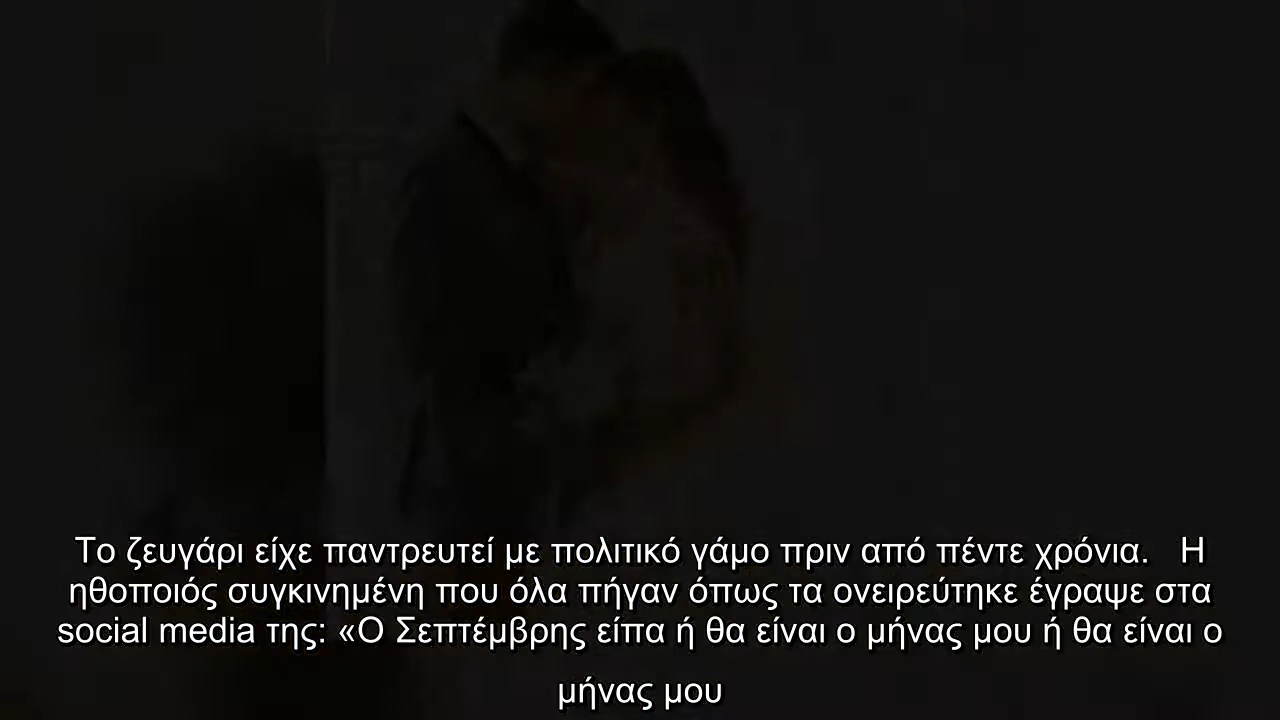 Το ζευγάρι είχε παντρευτεί με πολιτικό γάμο πριν από πέντε χρόνια.   Η
ηθοποιός συγκινημένη που όλα πήγαν όπως τα ονειρεύτηκε έγραψε στα
social media της: «Ο Σεπτέμβρης είπα ή θα είναι ο μήνας μου ή θα είναι ο
μήνας μου